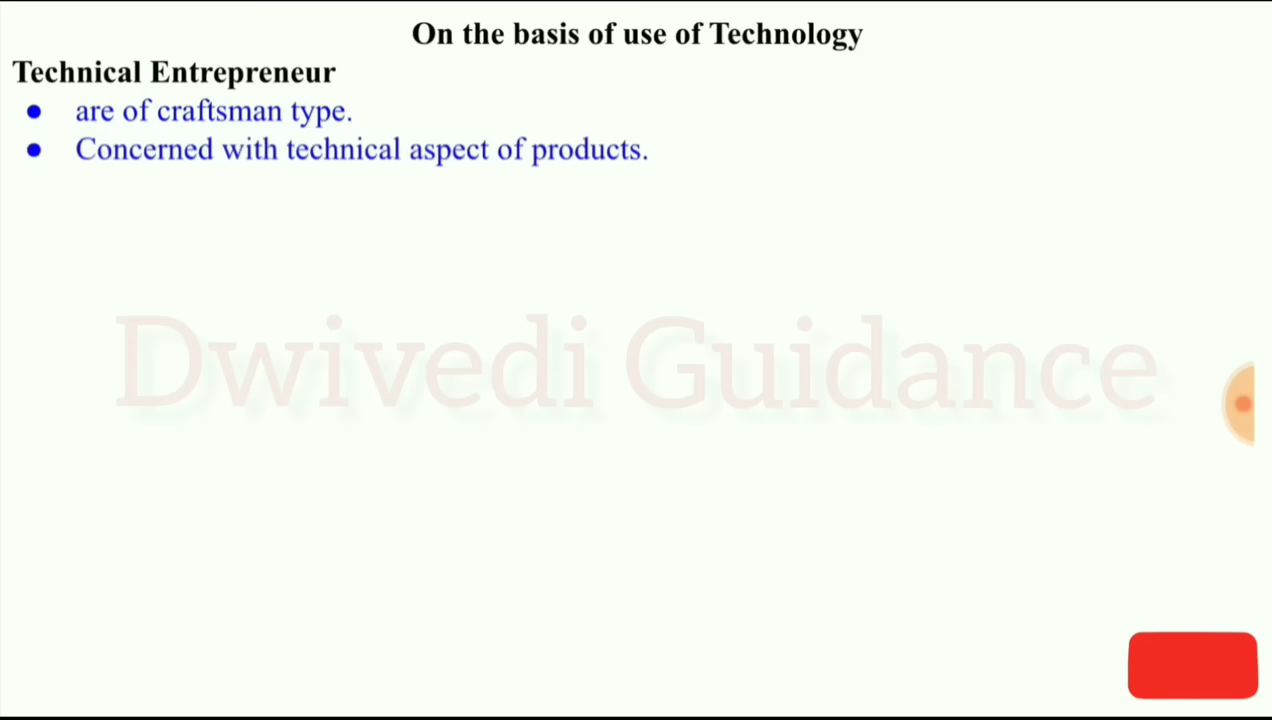 On the basis of use of Technology
Technical Entrepreneur
● are of craftsman type.
● Concerned with technical aspect of products.
Dwivedi Guidance